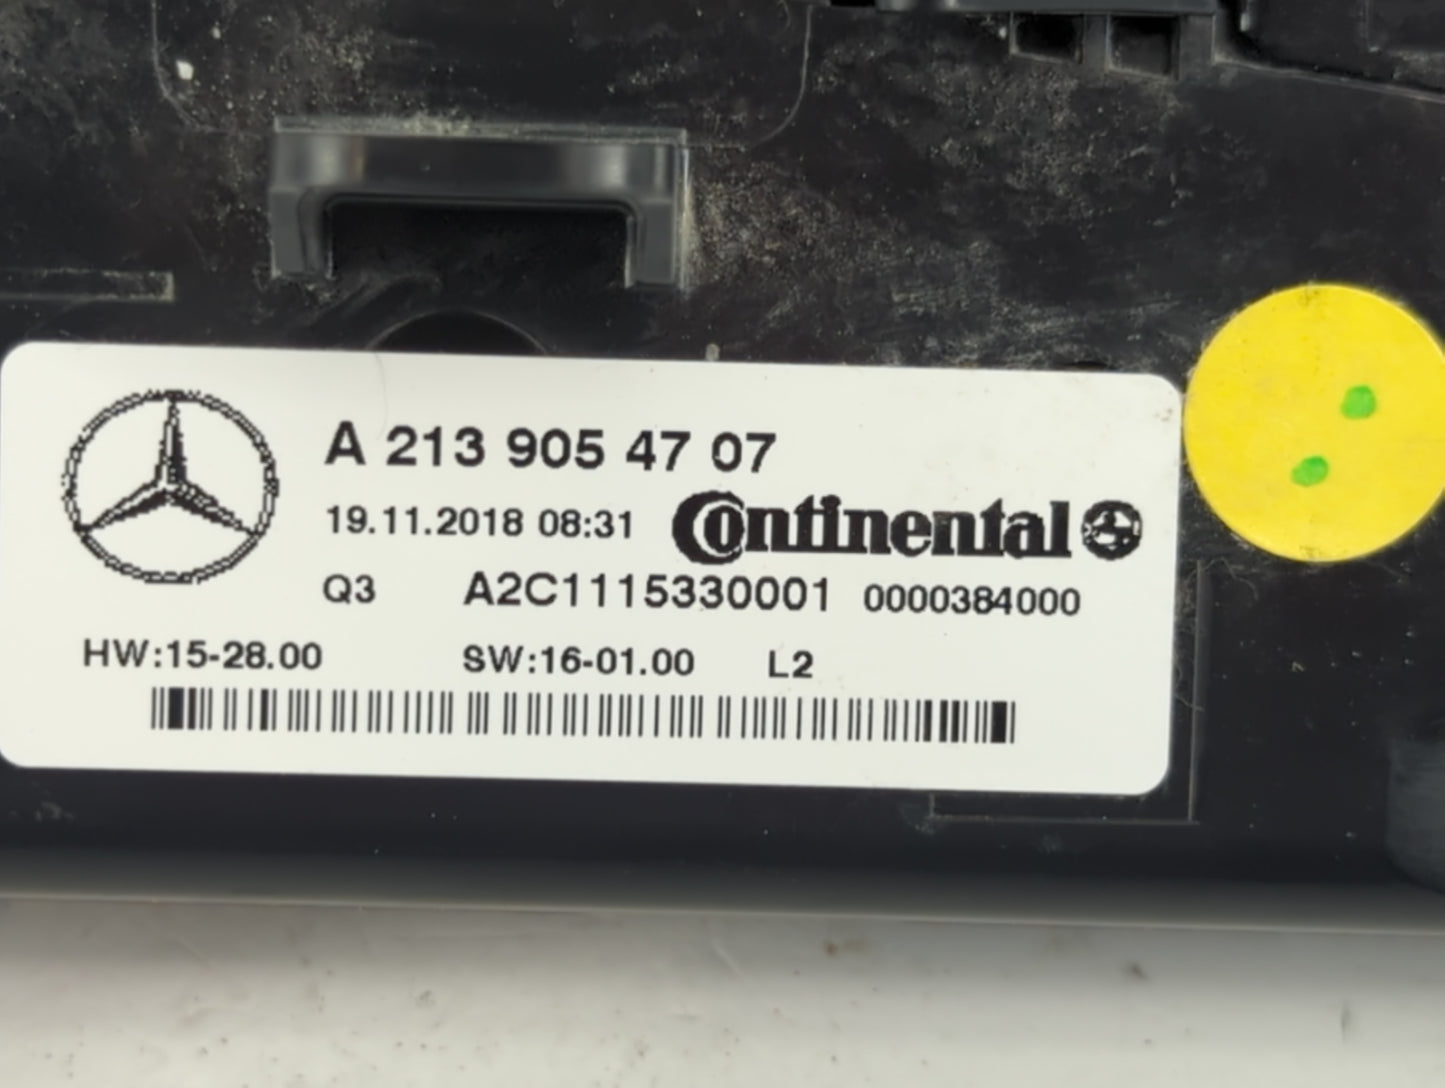 A 213 905 47 07
19.11.2018 08:31 Continental
Q3 A2C1115330001 0000384000
HW:15-28.00 SW:16-01.00 L2